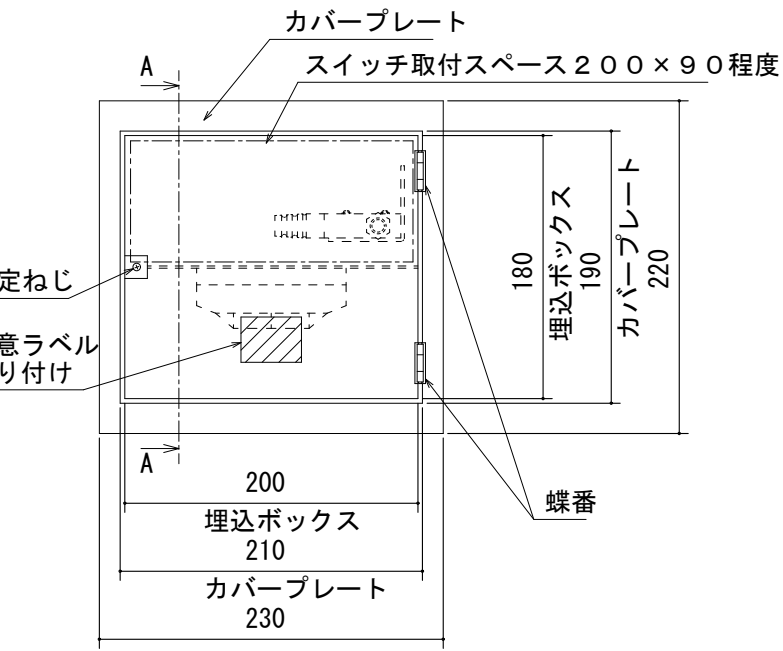 カバープレート
A
スイッチ取付スペース２００×９０程度
180
埋込ボックス
190
カバープレート
220
定ねじ
意ラベル
り付け
A
200
埋込ボックス
210
カバープレート
230
蝶番